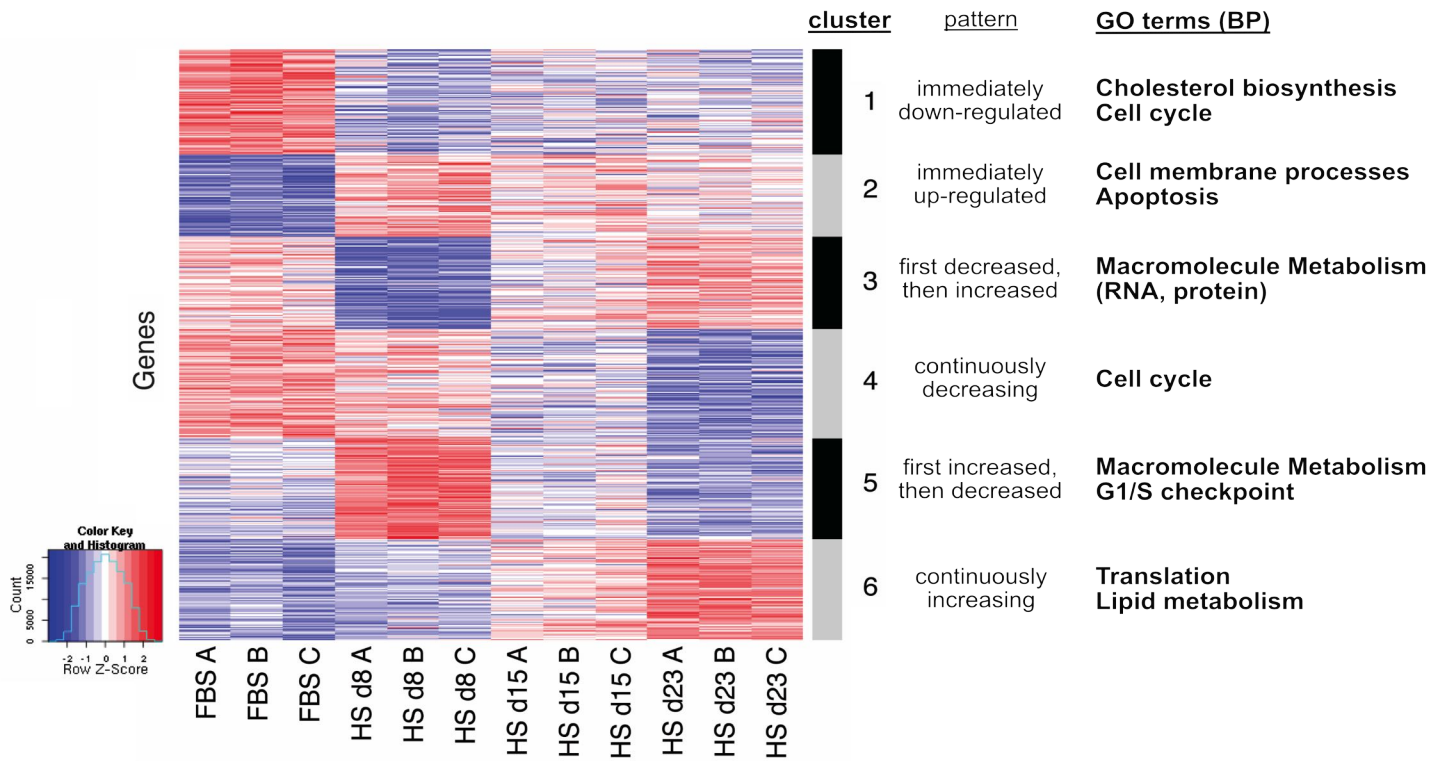 cluster pattern GO terms (BP)
1 immediately down-regulated Cholesterol biosynthesis
Cell cycle
2 immediately up-regulated Cell membrane processes
Apoptosis
3 first decreased, then increased Macromolecule Metabolism
(RNA, protein)
Genes
4 continuously decreasing Cell cycle
5 first increased, then decreased Macromolecule Metabolism
G1/S checkpoint
6 continuously increasing Translation
Lipid metabolism
Color Key
and Histogram
Count
0 5000 15000
-2 -1 0 1 2
Row Z-Score
FBS A
FBS B
FBS C
HS d8 A
HS d8 B
HS d8 C
HS d15 A
HS d15 B
HS d15 C
HS d23 A
HS d23 B
HS d23 C